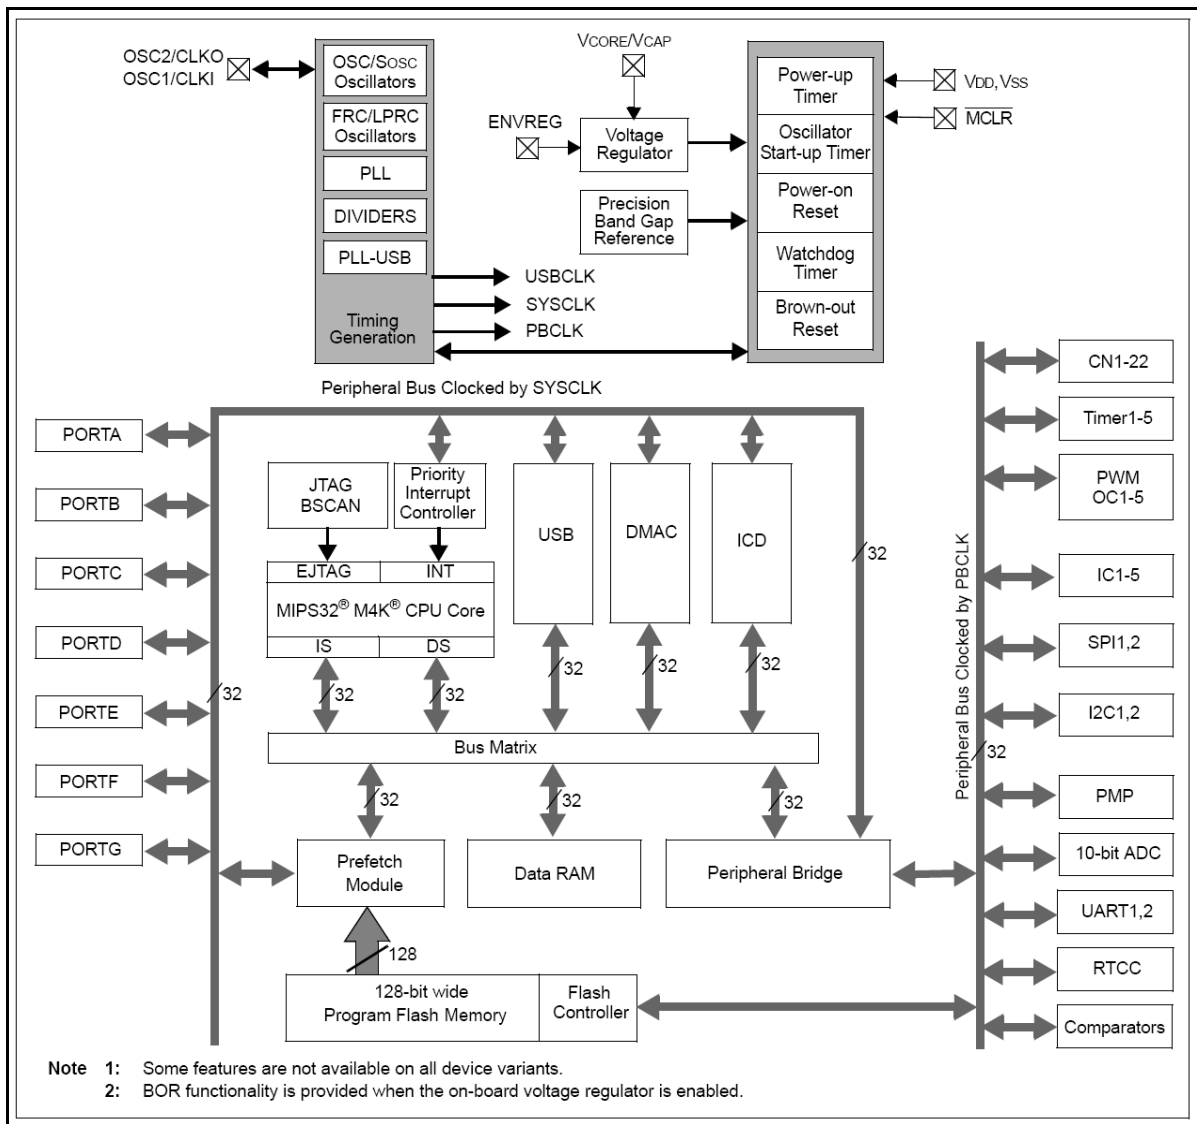 OSC2/CLKO
OSC1/CLKI
OSC/SOSC
Oscillators
FRC/LPRC
Oscillators
PLL
DIVIDERS
PLL-USB
Timing
Generation
USBCLK
SYSCLK
PBCLK
VCORE/VCAP
ENVREG
Voltage
Regulator
Precision
Band Gap
Reference
Power-up
Timer
Oscillator
Start-up Timer
Power-on
Reset
Watchdog
Timer
Brown-out
Reset
VDD, VSS
MCLR
Peripheral Bus Clocked by SYSCLK
PORTA
PORTB
PORTC
PORTD
PORTE
PORTF
PORTG
32
JTAG
BSCAN
Priority
Interrupt
Controller
EJTAG
INT
MIPS32® M4K® CPU Core
IS
DS
USB
DMAC
ICD
32
32
32
32
32
32
Bus Matrix
32
32
32
Prefetch
Module
Data RAM
Peripheral Bridge
128
128-bit wide
Program Flash Memory
Flash
Controller
Peripheral Bus Clocked by PBCLK
32
CN1-22
Timer1-5
PWM
OC1-5
IC1-5
SPI1,2
I2C1,2
PMP
10-bit ADC
UART1,2
RTCC
Comparators
Note 1: Some features are not available on all device variants.
2: BOR functionality is provided when the on-board voltage regulator is enabled.